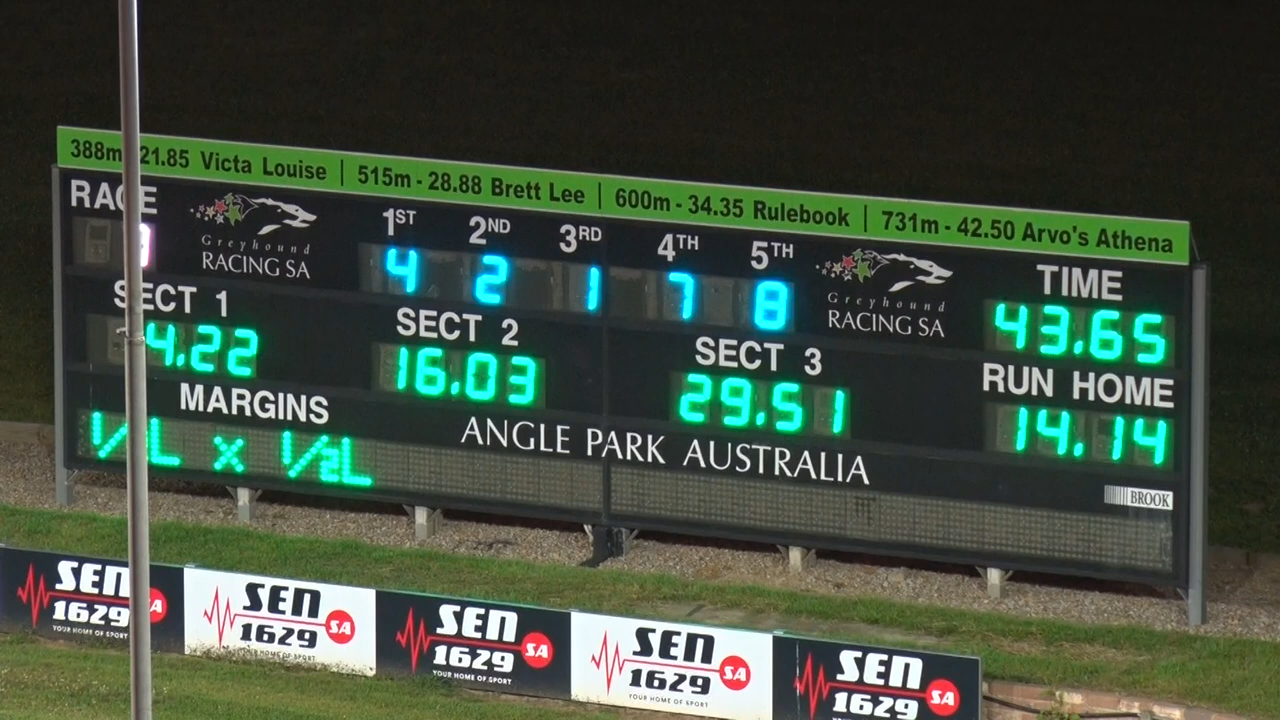 388m 21.85 Victa Louise | 515m - 28.88 Brett Lee | 600m - 34.35 Rulebook | 731m - 42.50 Arvo's Athena
RACE
Greyhound
RACING SA
1ST 2ND 3RD 4TH 5TH
4 2 1 7 8
Greyhound
RACING SA
TIME
43.65
SECT 1
4.22
SECT 2
16.03
SECT 3
29.51
RUN HOME
14.14
MARGINS
L x 1/2L
ANGLE PARK AUSTRALIA
BROOK
SEN
1629 SA
YOUR HOME OF SPORT
SEN
1629 SA
YOUR HOME OF SPORT
SEN
1629 SA
YOUR HOME OF SPORT
SEN
1629 SA
YOUR HOME OF SPORT
SEN
1629 SA